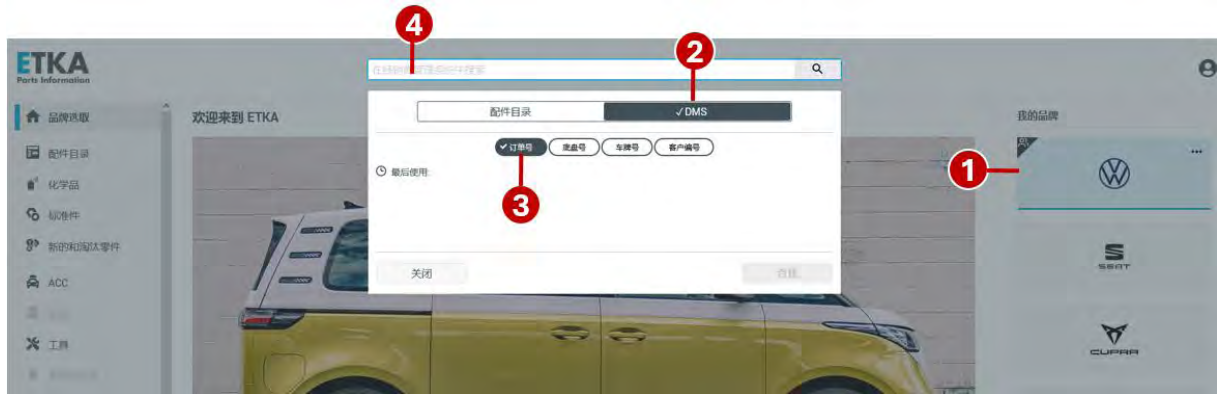 4
2
ETKA
Parts Information
品牌选取
欢迎来到 ETKA
配件目录
✓DMS
我的品牌
配件目录
✓订单号
底盘号
车牌号
客户编号
最后使用:
1
化学品
3
标准件
新的和淘汰零件
SEAT
ACC
关闭
查找
工具
CUPRA